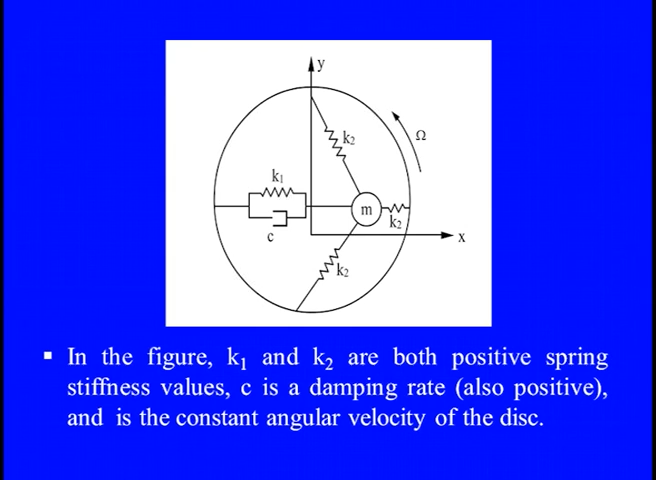 y
Ω
k2
k1
m
k2
x
c
k2
▪ In the figure, k1 and k2 are both positive spring
stiffness values, c is a damping rate (also positive),
and is the constant angular velocity of the disc.